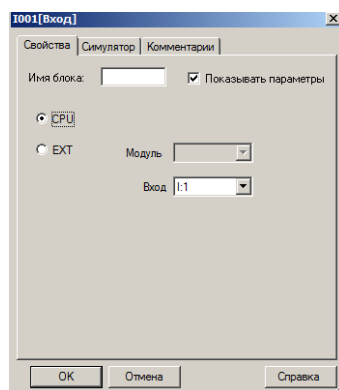 I001[Вход]
Свойства Симулятор Комментарии
Имя блока: Показывать параметры
CPU
EXT Модуль
Вход I:1
OK Отмена Справка